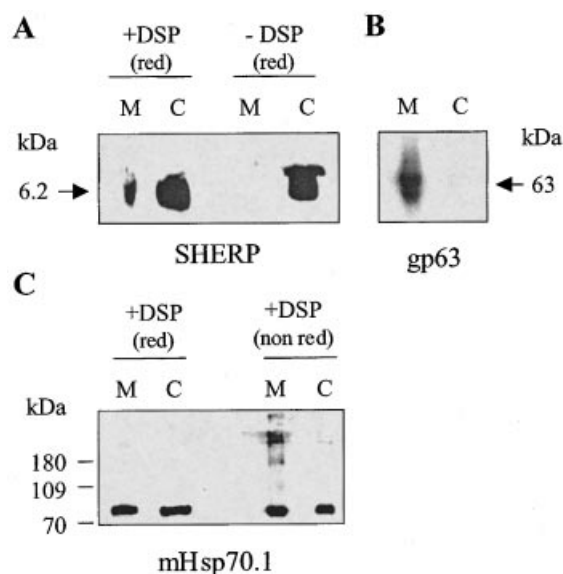 A
+DSP - DSP
(red) (red)
M C M C
kDa
6.2
SHERP
B
M C
kDa
63
gp63
C
+DSP +DSP
(red) (non red)
M C M C
kDa
180
109
70
mHsp70.1